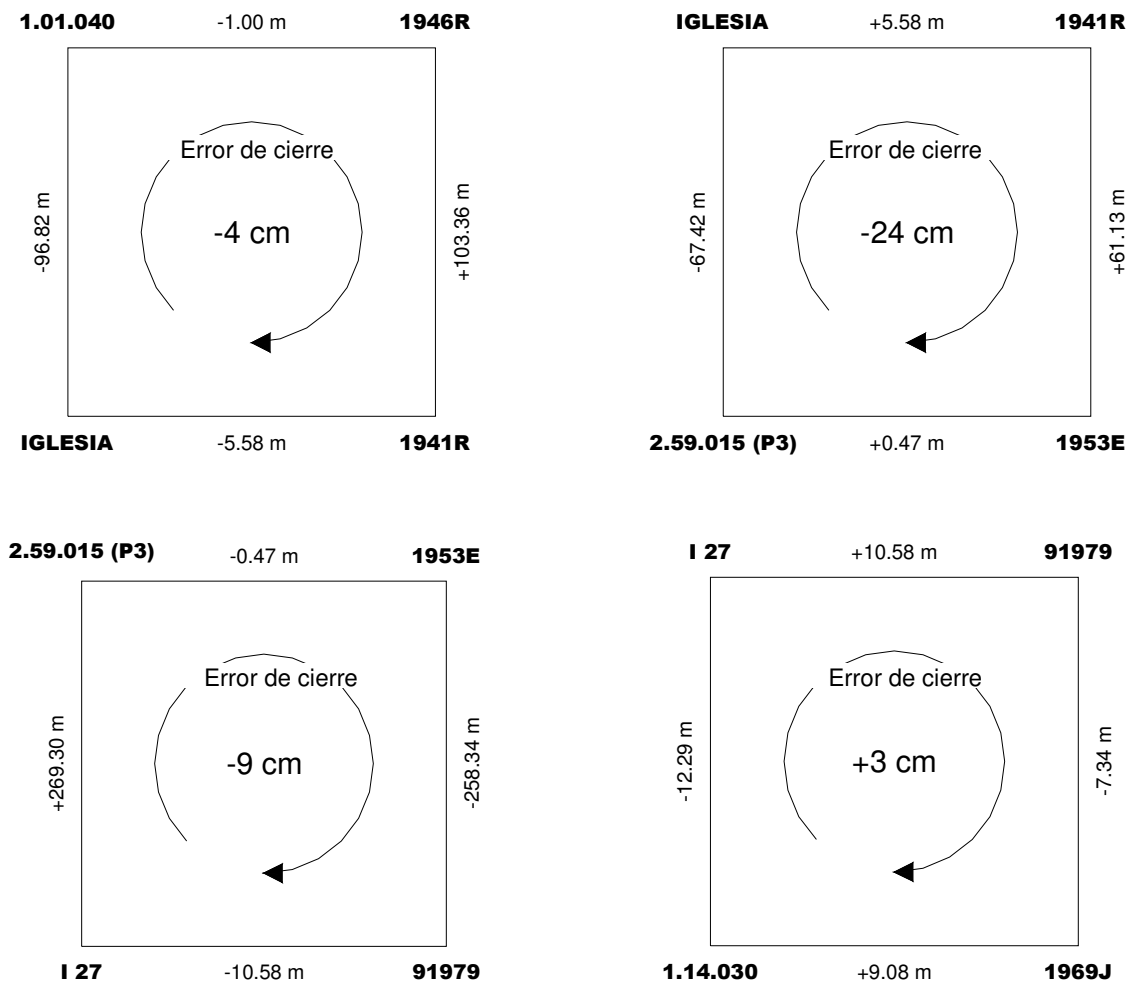 1.01.040 -1.00 m 1946R
-96.82 m
Error de cierre
-4 cm
+103.36 m
IGLESIA -5.58 m 1941R
IGLESIA +5.58 m 1941R
-67.42 m
Error de cierre
-24 cm
+61.13 m
2.59.015 (P3) +0.47 m 1953E
2.59.015 (P3) -0.47 m 1953E
+269.30 m
Error de cierre
-9 cm
-258.34 m
I 27 -10.58 m 91979
I 27 +10.58 m 91979
-12.29 m
Error de cierre
+3 cm
-7.34 m
1.14.030 +9.08 m 1969J